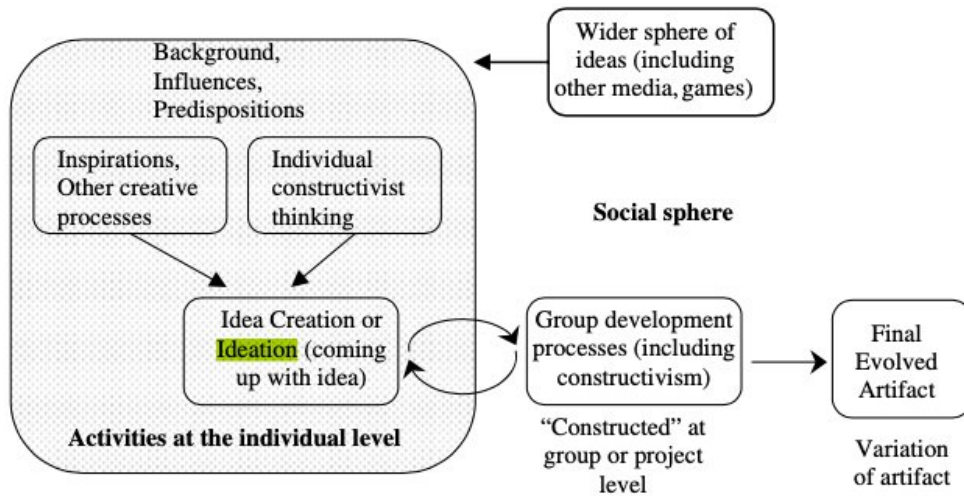 Background,
Influences,
Predispositions
Wider sphere of
ideas (including
other media, games)
Inspirations,
Other creative
processes
Individual
constructivist
thinking
Social sphere
Idea Creation or
Ideation (coming
up with idea)
Group development
processes (including
constructivism)
Final
Evolved
Artifact
Activities at the individual level
“Constructed” at
group or project
level
Variation
of artifact